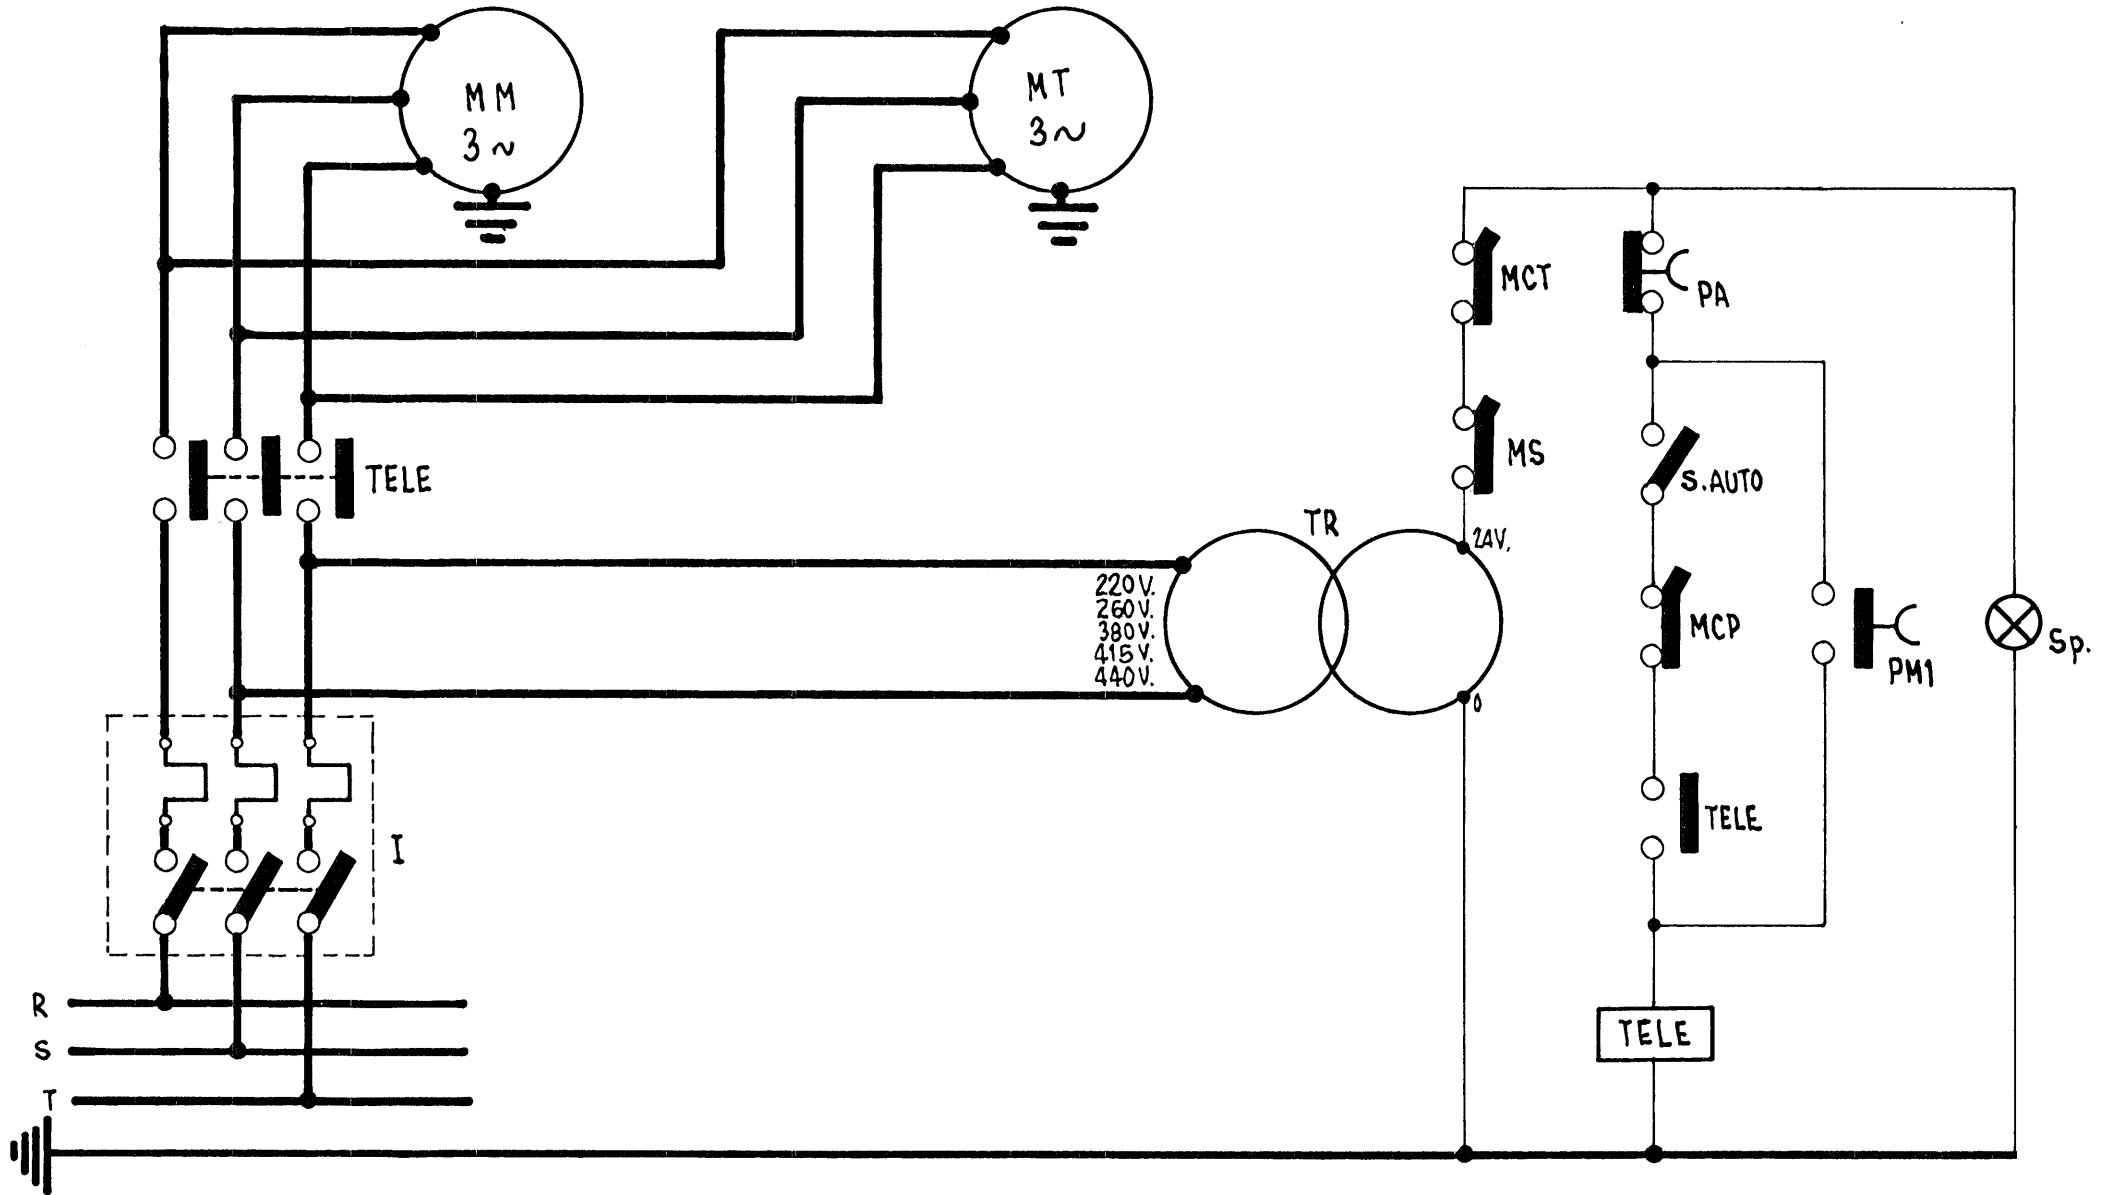 MM
3~
MT
3~
MCT
PA
MS
S.AUTO
TELE
TR
24V.
220V.
260V.
380V.
415V.
440V.
0
MCP
PM1
Sp.
TELE
I
R
S
T
TELE